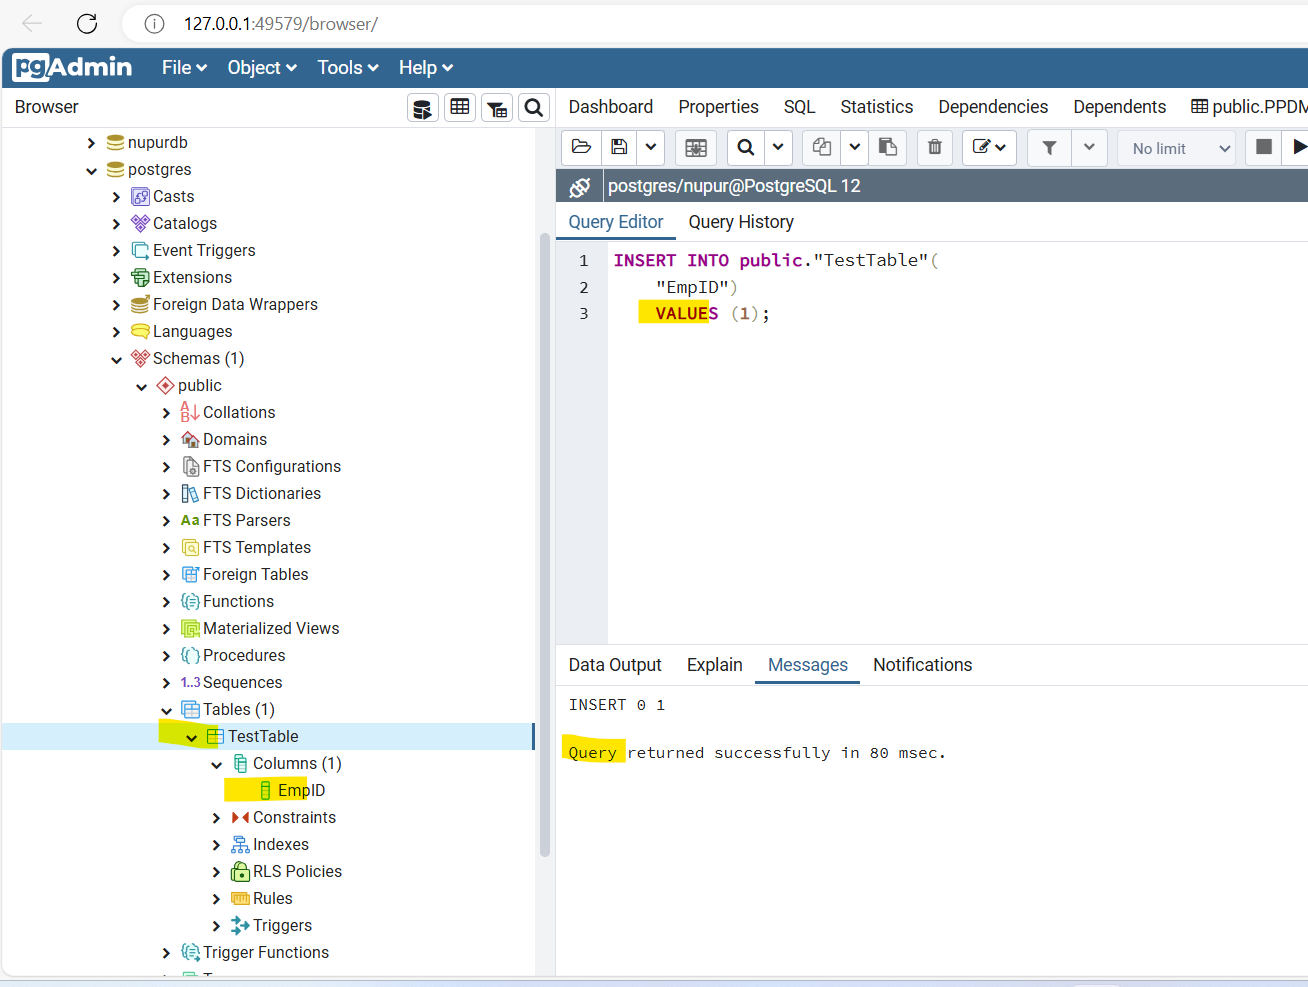 127.0.0.1:49579/browser/
pgAdmin File Object Tools Help
Browser
Dashboard Properties SQL Statistics Dependencies Dependents public.PPDM
nupurdb
postgres
Casts
Catalogs
Event Triggers
Extensions
Foreign Data Wrappers
Languages
Schemas (1)
public
Collations
Domains
FTS Configurations
FTS Dictionaries
Aa FTS Parsers
FTS Templates
Foreign Tables
Functions
Materialized Views
Procedures
1..3 Sequences
Tables (1)
TestTable
Columns (1)
EmpID
Constraints
Indexes
RLS Policies
Rules
Triggers
Trigger Functions
No limit
postgres/nupur@PostgreSQL 12
Query Editor Query History
1 INSERT INTO public."TestTable"(
2 "EmpID")
3 VALUES (1);
Data Output Explain Messages Notifications
INSERT 0 1
Query returned successfully in 80 msec.